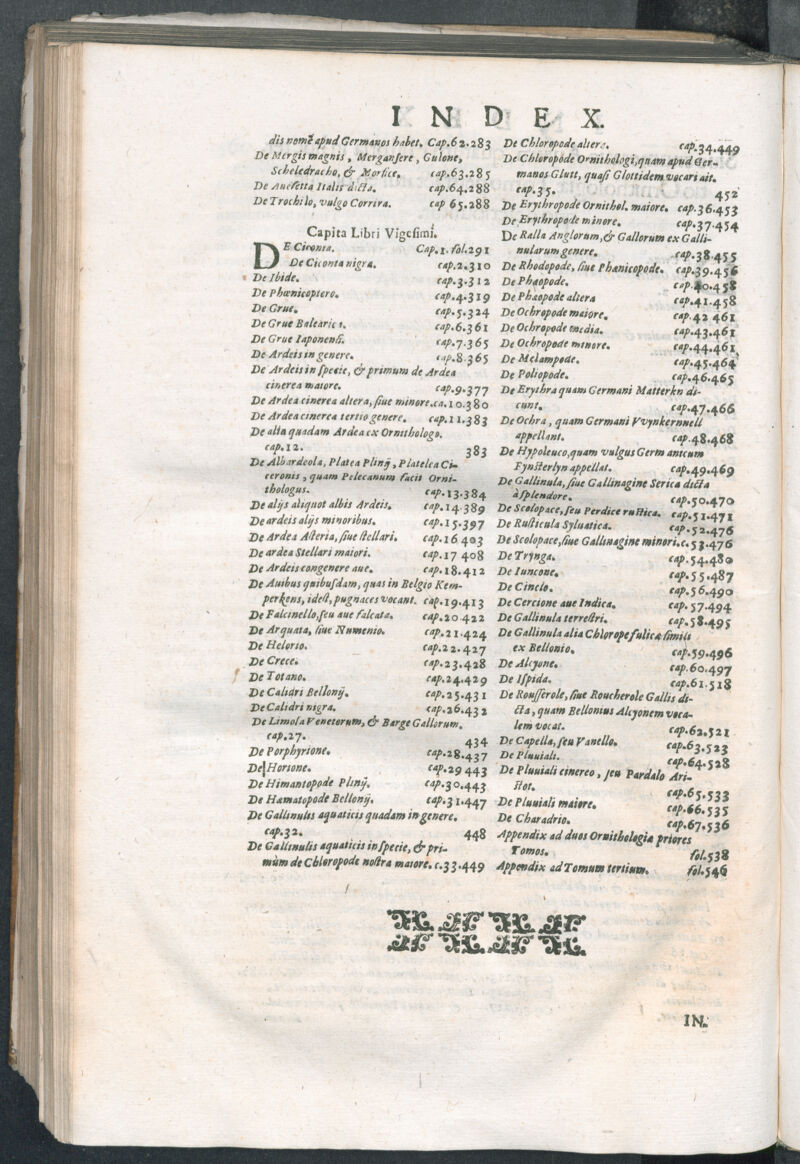 INDEX.
dis nomẽ apud Germanos habet. Cap.62.283
De Mergis magnis, Merganſere, Gulone,
Scheledracho, & Morfice. cap.63.285
De Aueſetta Italis dicta. cap.64.288
De Trochilo, vulgo Corrira. cap 65.288
Capita Libri Vigeſimi.
DE Ciconia. Cap.1.fol.291
De Ciconia nigra. cap.2.310
De Ibide. cap.3.312
De Phœnicoptero. cap.4.319
De Grue. cap.5.324
De Grue Balearica. cap.6.361
De Grue Iaponenſi. cap.7.365
De Ardeis in genere. cap.8.365
De Ardeis in ſpecie, & primum de Ardea
cinerea maiore. cap.9.377
De Ardea cinerea altera, ſiue minore.ca.10.380
De Ardea cinerea tertio genere. cap.11.383
De alia quadam Ardea ex Ornithologo.
cap.12. 383
De Albardeola, Platea Plinij, Platelea Ci-
ceronis, quam Pelecanum facit Orni-
thologus. cap.13.384
De alijs aliquot albis Ardeis. cap.14.389
De ardeis alijs minoribus. cap.15.397
De Ardea Aſteria, ſiue ſtellari. cap.16 403
De ardea Stellari maiori. cap.17 408
De Ardeis congenere aue. cap.18.412
De Auibus quibuſdam, quas in Belgio Kem-
perkens, ideſt, pugnaces vocant. cap.19.413
De Falcinello, ſeu aue falcata. cap.20.422
De Arquata, ſiue Numenio. cap.21.424
De Helorio. cap.22.427
De Crece. cap.23.428
De Totano. cap.24.429
De Calidri Bellonij. cap.25.431
De Calidri nigra. cap.26.432
De Limoſa Venetorum, & Barge Gallorum.
cap.27. 434
De Porphyrione. cap.28.437
De Horione. cap.29 443
De Himantopode Plinij. cap.30.443
De Hæmatopode Bellonij. cap.31.447
De Gallinulis aquaticis quadam in genere.
cap.32. 448
De Gallinulis aquaticis in ſpecie, & pri-
mùm de Chloropode noſtra maiore. c.33.449
De Chloropode altera. cap.34.449
De Chloropode Ornithologi, quam apud Ger-
manos Glutt, quaſi Glottidem vocari ait.
cap.35. 452
De Erythropode Ornithol. maiore. cap.36.453
De Erythropode minore. cap.37.454
De Ralla Anglorum, & Gallorum ex Galli-
nularum genere. cap.38.455
De Rhodopode, ſiue Phœnicopode. cap.39.456
De Phæopode. cap.40.458
De Phæopode altera cap.41.458
De Ochropode maiore. cap.42 461
De Ochropode media. cap.43.461
De Ochropode minore. cap.44.461
De Melampode. cap.45.464
De Poliopode. cap.46.465
De Erythra quam Germani Matterkn di-
cunt. cap.47.466
De Ochra, quam Germani Vvynkernnell
appellant. cap.48.468
De Hypoleuco, quam vulgus Germanicum
Fyſterlyn appellat. cap.49.469
De Gallinula, ſiue Gallinagine Serica dicta
à ſplendore. cap.50.470
De Scolopace, ſeu Perdice ruſtica. cap.51.471
De Ruſticula Syluatica. cap.52.476
De Scolopace, ſiue Gallinagine minori. c.53.476
De Trynga. cap.54.480
De Iuncone. cap.55.487
De Cinclo. cap.56.490
De Cercione aue Indica. cap.57.494
De Gallinula terreſtri. cap.58.495
De Gallinula alia Chlorope fulicæ ſimili
ex Bellonio. cap.59.496
De Alcyone. cap.60.497
De Iſpida. cap.61.518
De Rouſſerole, ſiue Roucherole Gallis di-
cta, quam Bellonius Alcyonem voca-
lem vocat. cap.62.521
De Capella, ſeu Vanello. cap.63.523
De Pluuiali. cap.64.528
De Pluuiali cinereo, ſeu Pardalo Ari-
ſtot. cap.65.533
De Pluuiali maiore. cap.66.535
De Charadrio. cap.67.536
Appendix ad duos Ornithologiæ priores
Tomos. fol.538
Appendix ad Tomum tertium. fol.546
IN-